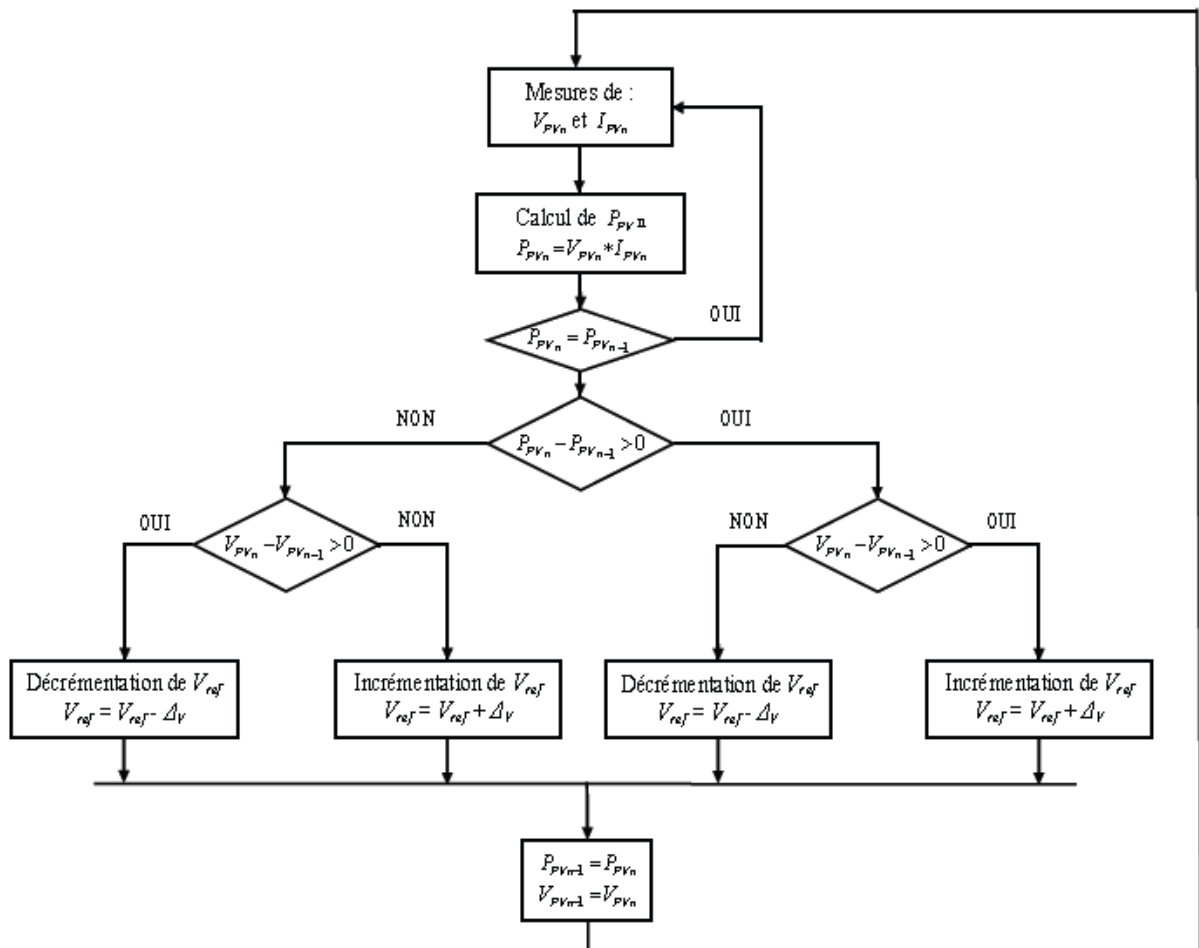 Mesures de :
V_PVn et I_PVn
Calcul de P_PVn
P_PVn = V_PVn * I_PVn
OUI
P_PVn = P_PVn-1
NON
OUI
P_PVn - P_PVn-1 > 0
OUI
NON
NON
OUI
V_PVn - V_PVn-1 > 0
V_PVn - V_PVn-1 > 0
Décrémentation de V_ref
V_ref = V_ref - Δ_V
Incrémentation de V_ref
V_ref = V_ref + Δ_V
Décrémentation de V_ref
V_ref = V_ref - Δ_V
Incrémentation de V_ref
V_ref = V_ref + Δ_V
P_PVn-1 = P_PVn
V_PVn-1 = V_PVn